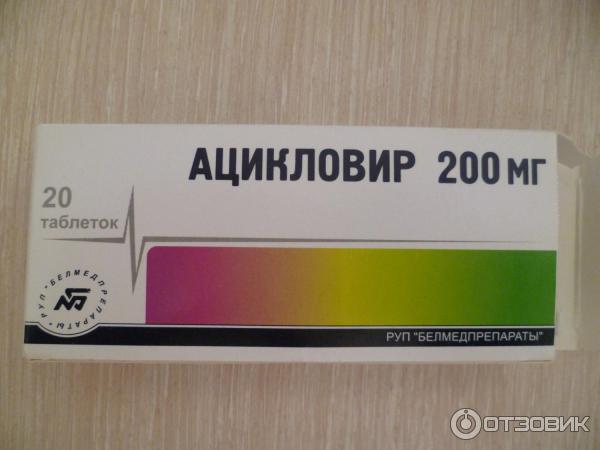 АЦИКЛОВИР 200 МГ
20
таблеток
РУП "БЕЛМЕДПРЕПАРАТЫ"
РУП "БЕЛМЕДПРЕПАРАТЫ"
ОТЗОВИК